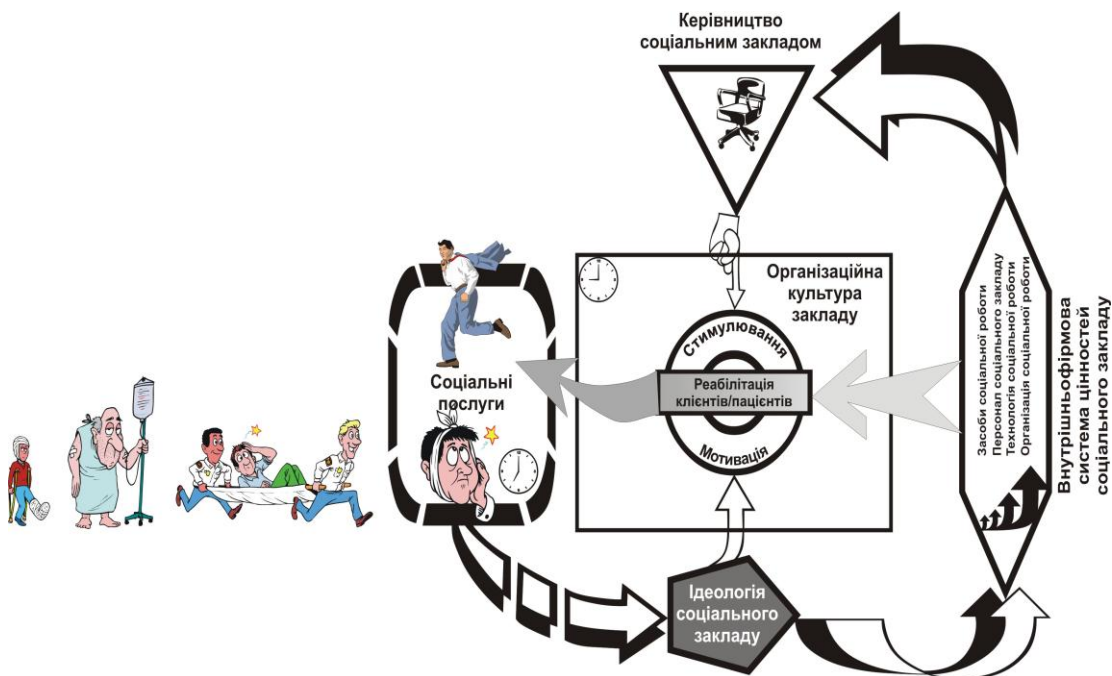 Керівництво
соціальним закладом
Організаційна
культура
закладу
Стимулювання
Реабілітація
клієнтів/пацієнтів
Мотивація
Соціальні
послуги
Ідеологія
соціального
закладу
Засоби соціальної роботи
Персонал соціального закладу
Технологія соціальної роботи
Організація соціальної роботи
Внутрішньофірмова
система цінностей
соціального закладу